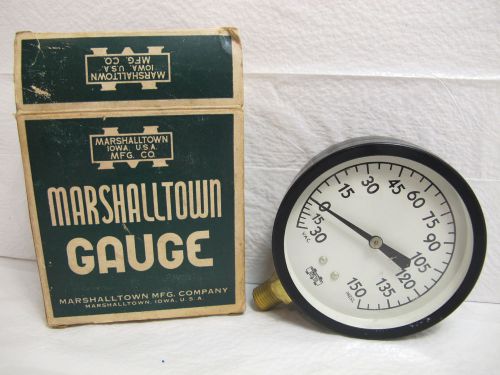 MARSHALLTOWN
IOWA, U.S.A.
MFG. CO.
MARSHALLTOWN
IOWA, U.S.A.
MFG. CO.
MARSHALLTOWN
GAUGE
MARSHALLTOWN MFG. COMPANY
MARSHALLTOWN, IOWA, U.S.A.
30
15
0
15
30
45
60
75
90
105
120
135
150
VAC.